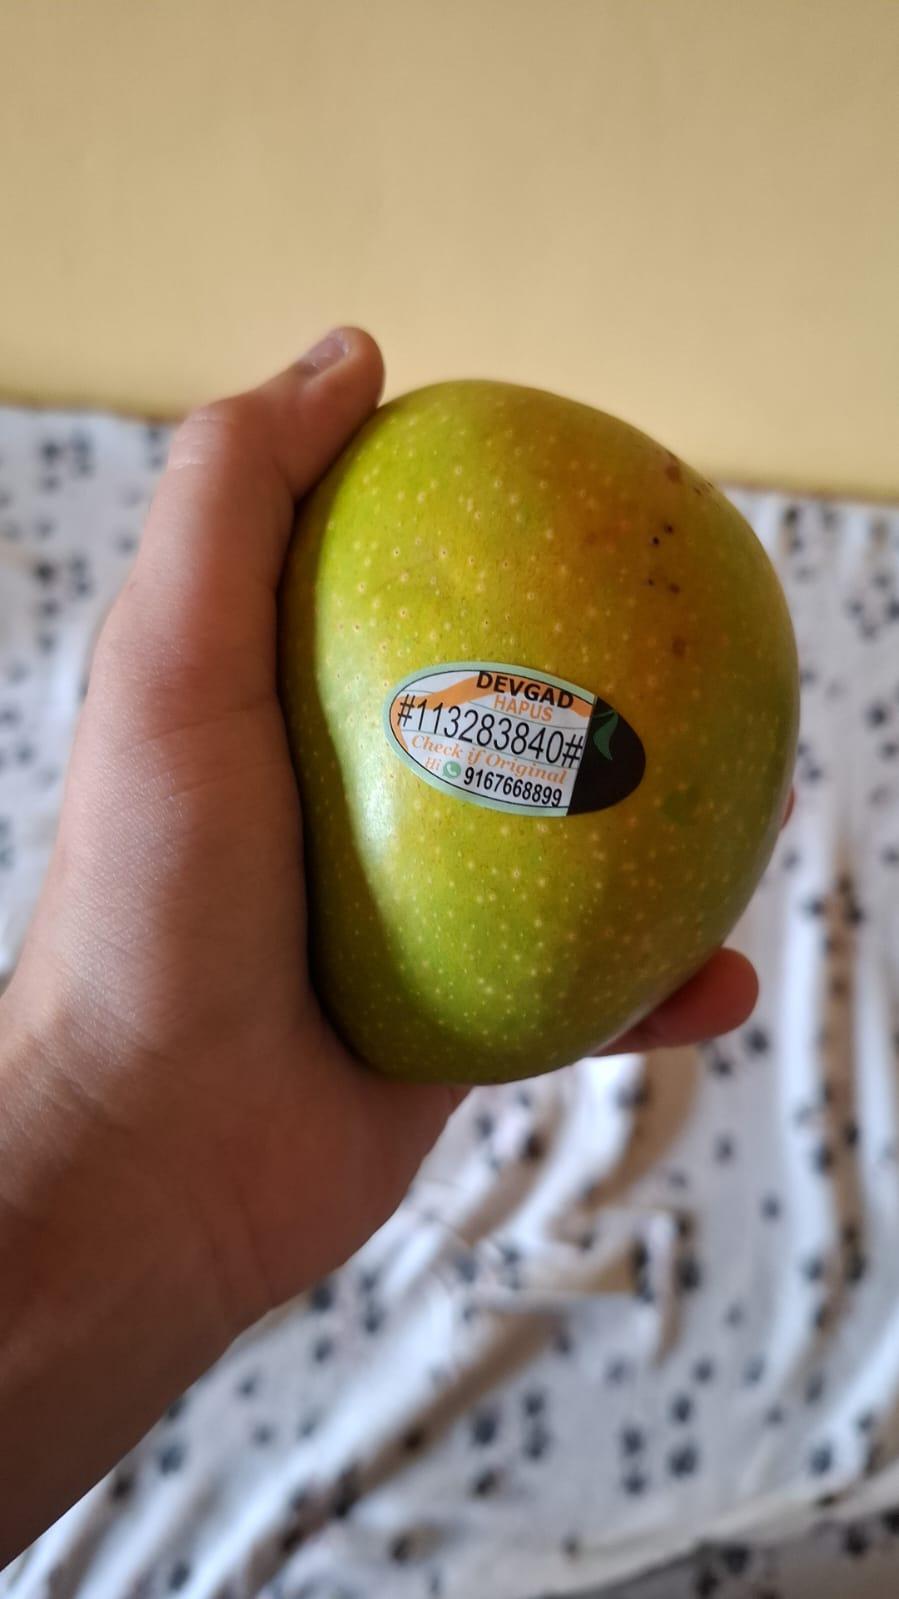 DEVGAD
HAPUS
#113283840#
Check if Original
Hi 9167668899